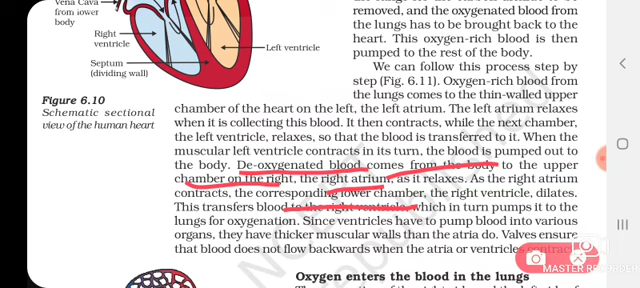 Vena Cava
from lower
body
Right
ventricle
Septum
(dividing wall)
Left ventricle
Figure 6.10
Schematic sectional
view of the human heart
removed, and the oxygenated blood from
the lungs has to be brought back to the
heart. This oxygen-rich blood is then
pumped to the rest of the body.
We can follow this process step by
step (Fig. 6.11). Oxygen-rich blood from
the lungs comes to the thin-walled upper
chamber of the heart on the left, the left atrium. The left atrium relaxes
when it is collecting this blood. It then contracts, while the next chamber,
the left ventricle, relaxes, so that the blood is transferred to it. When the
muscular left ventricle contracts in its turn, the blood is pumped out to
the body. De-oxygenated blood comes from the body to the upper
chamber on the right, the right atrium, as it relaxes. As the right atrium
contracts, the corresponding lower chamber, the right ventricle, dilates.
This transfers blood to the right ventricle, which in turn pumps it to the
lungs for oxygenation. Since ventricles have to pump blood into various
organs, they have thicker muscular walls than the atria do. Valves ensure
that blood does not flow backwards when the atria or ventricles contract.
MASTER RECORDER
Oxygen enters the blood in the lungs